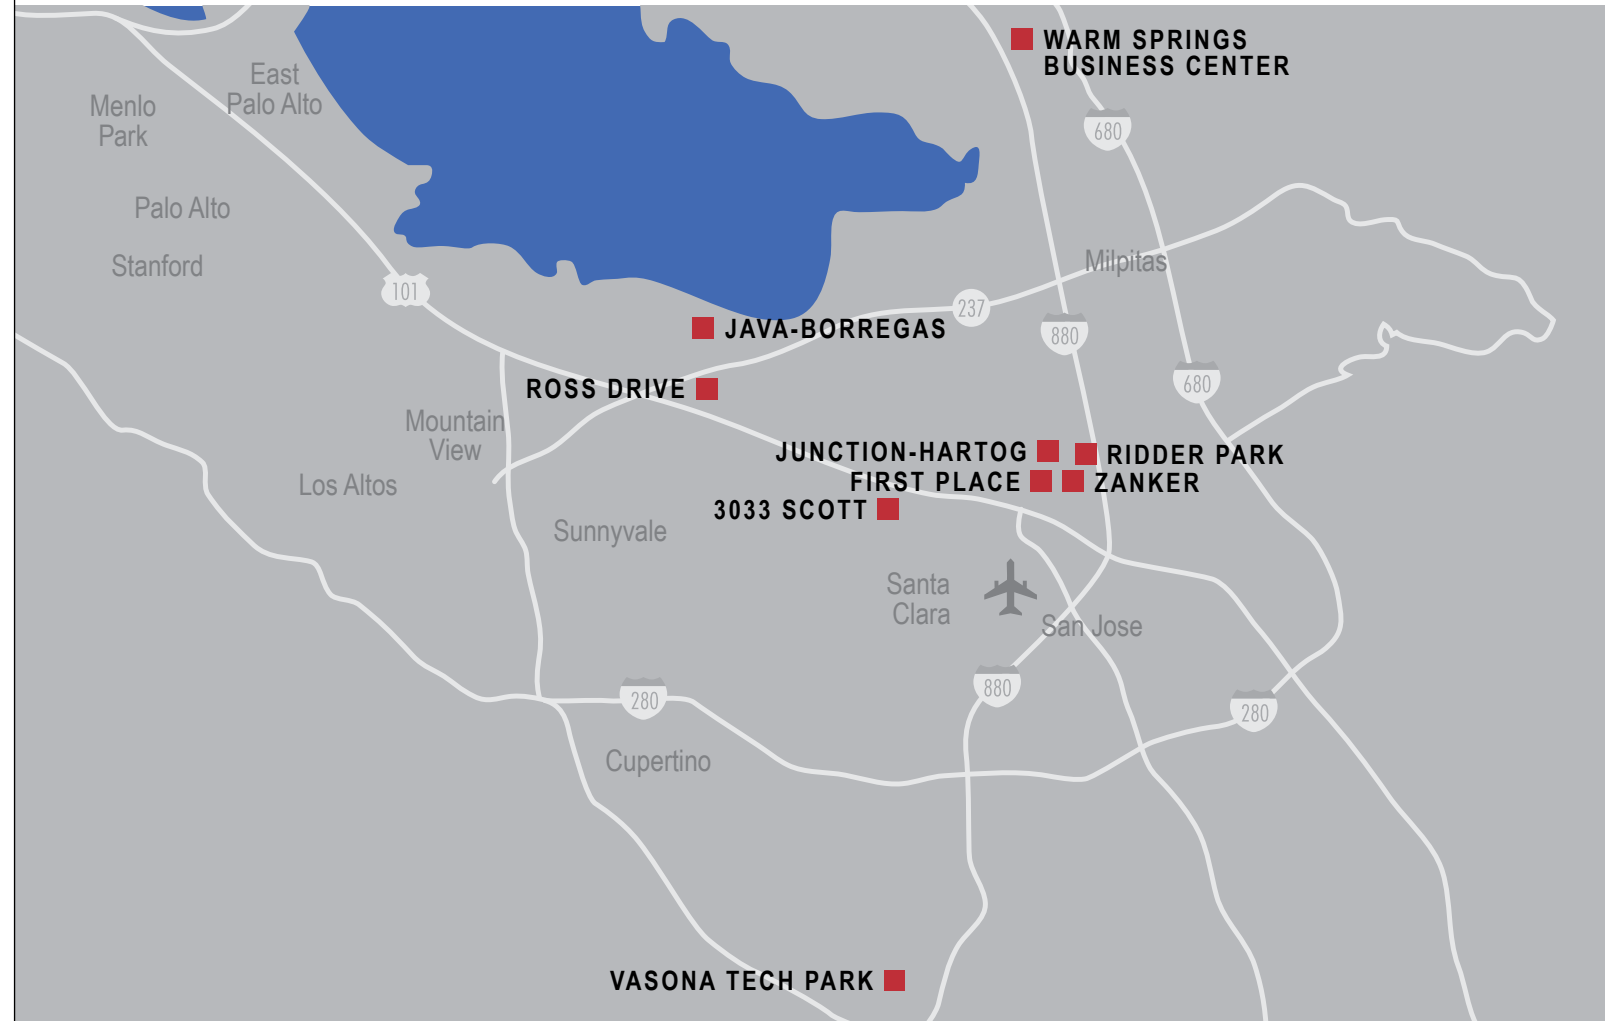 WARM SPRINGS
BUSINESS CENTER
East
Palo Alto
Menlo
Park
680
Palo Alto
Stanford
Milpitas
101
237
JAVA-BORREGAS
880
ROSS DRIVE
680
Mountain
View
JUNCTION-HARTOG
RIDDER PARK
FIRST PLACE
ZANKER
Los Altos
3033 SCOTT
Sunnyvale
Santa
Clara
San Jose
880
280
280
Cupertino
VASONA TECH PARK